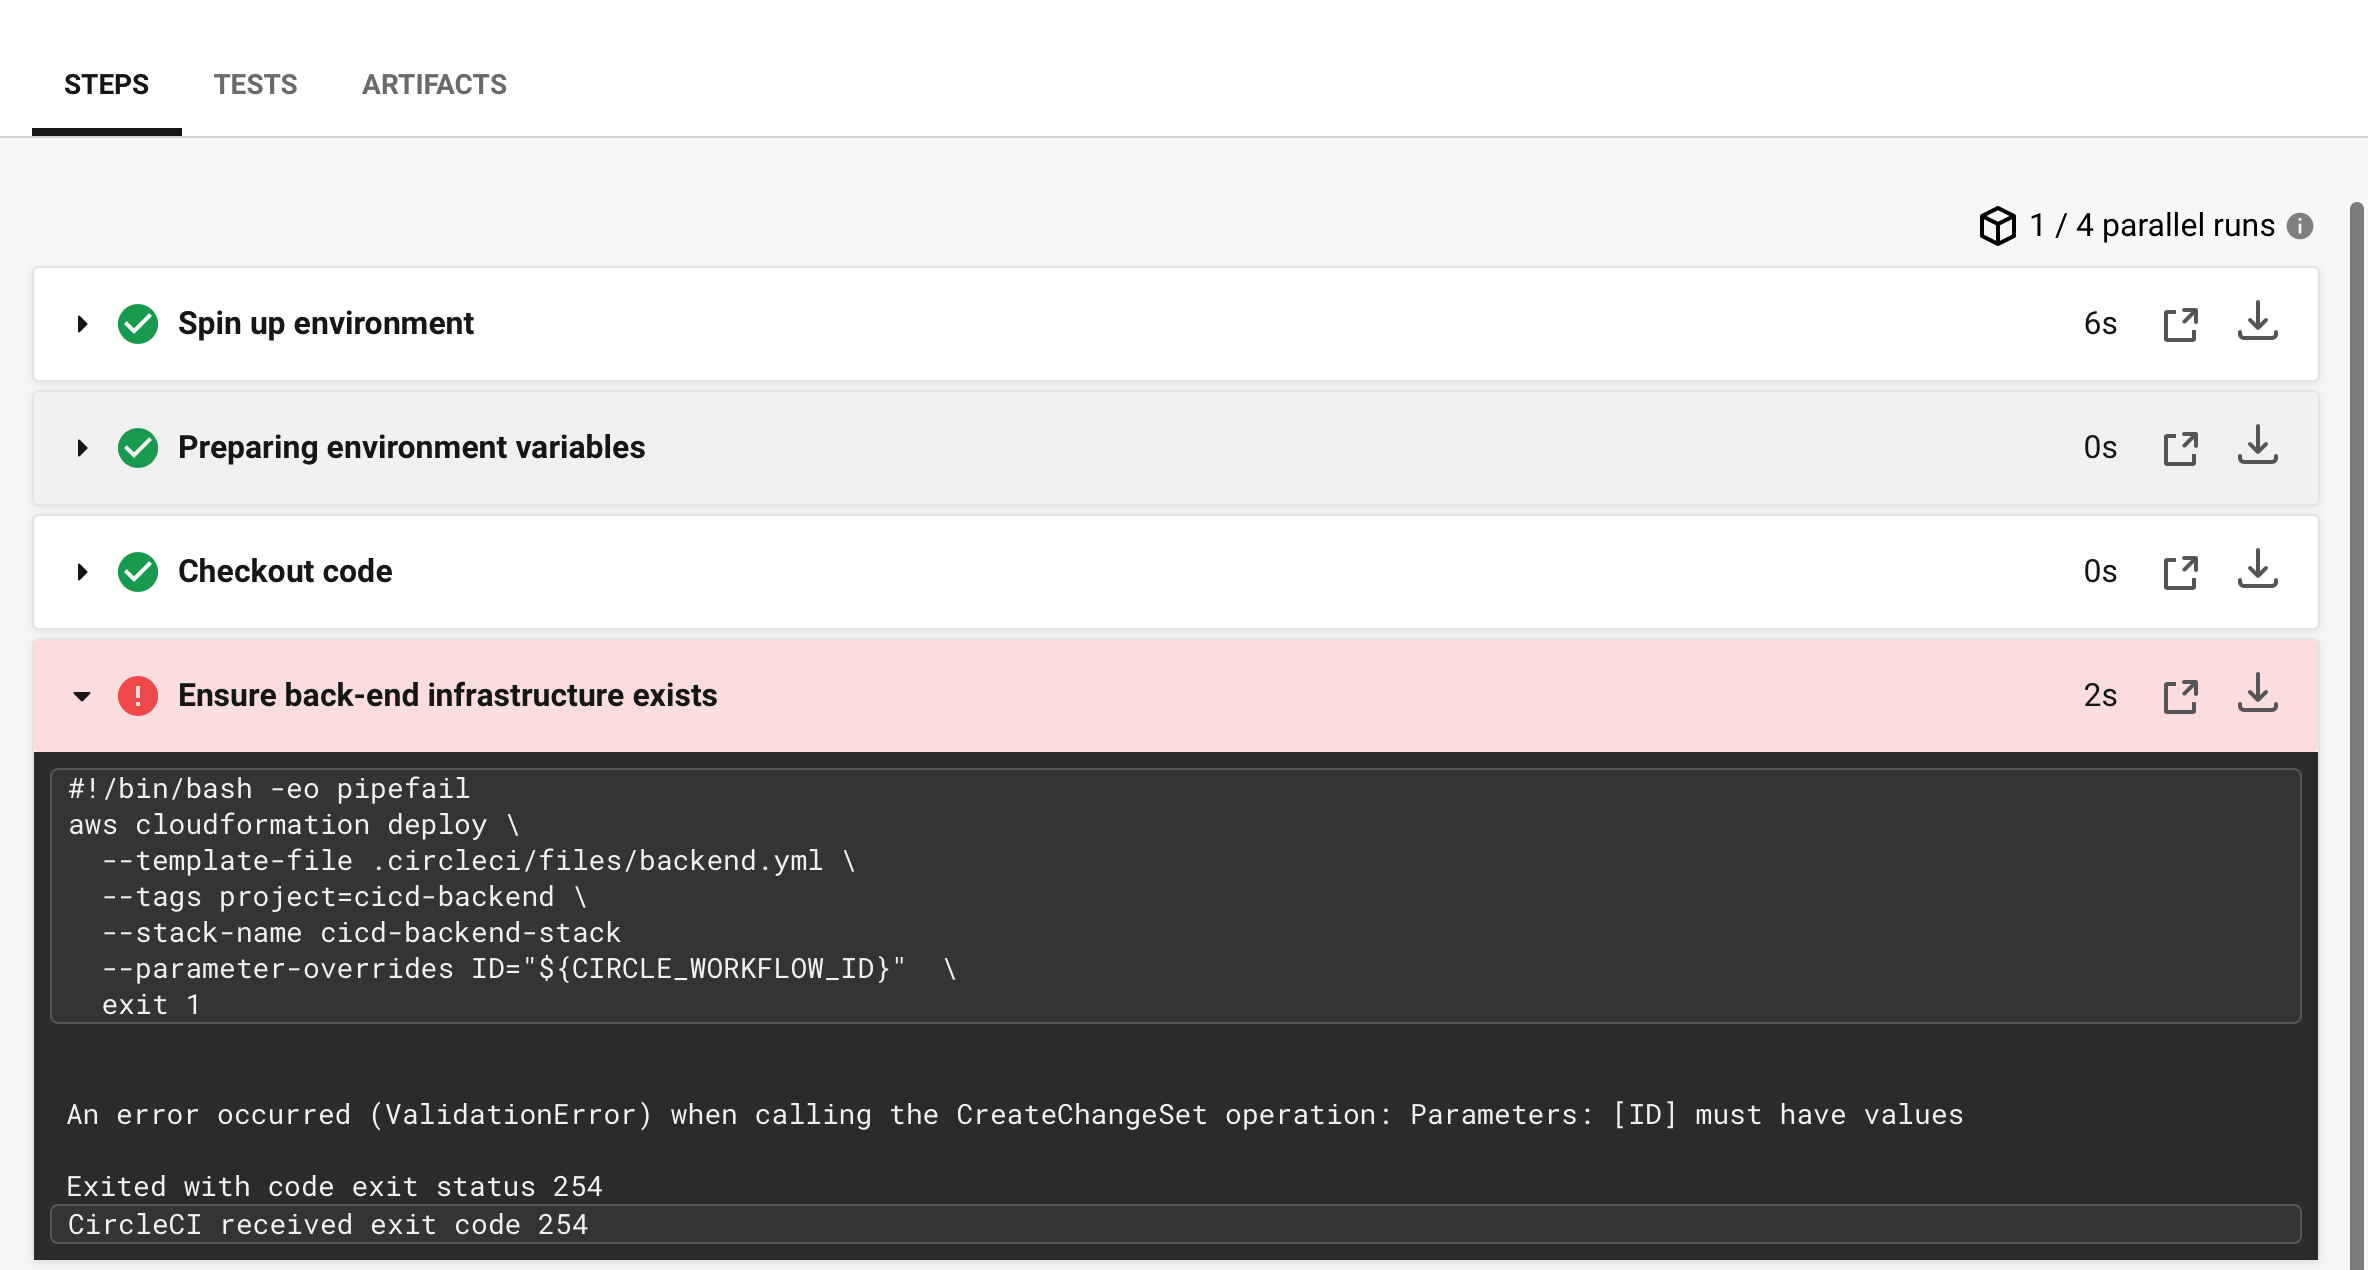 STEPS TESTS ARTIFACTS
1 / 4 parallel runs
Spin up environment 6s
Preparing environment variables 0s
Checkout code 0s
Ensure back-end infrastructure exists 2s
#!/bin/bash -eo pipefail
aws cloudformation deploy \
  --template-file .circleci/files/backend.yml \
  --tags project=cicd-backend \
  --stack-name cicd-backend-stack
  --parameter-overrides ID="${CIRCLE_WORKFLOW_ID}"  \
  exit 1
An error occurred (ValidationError) when calling the CreateChangeSet operation: Parameters: [ID] must have values
Exited with code exit status 254
CircleCI received exit code 254